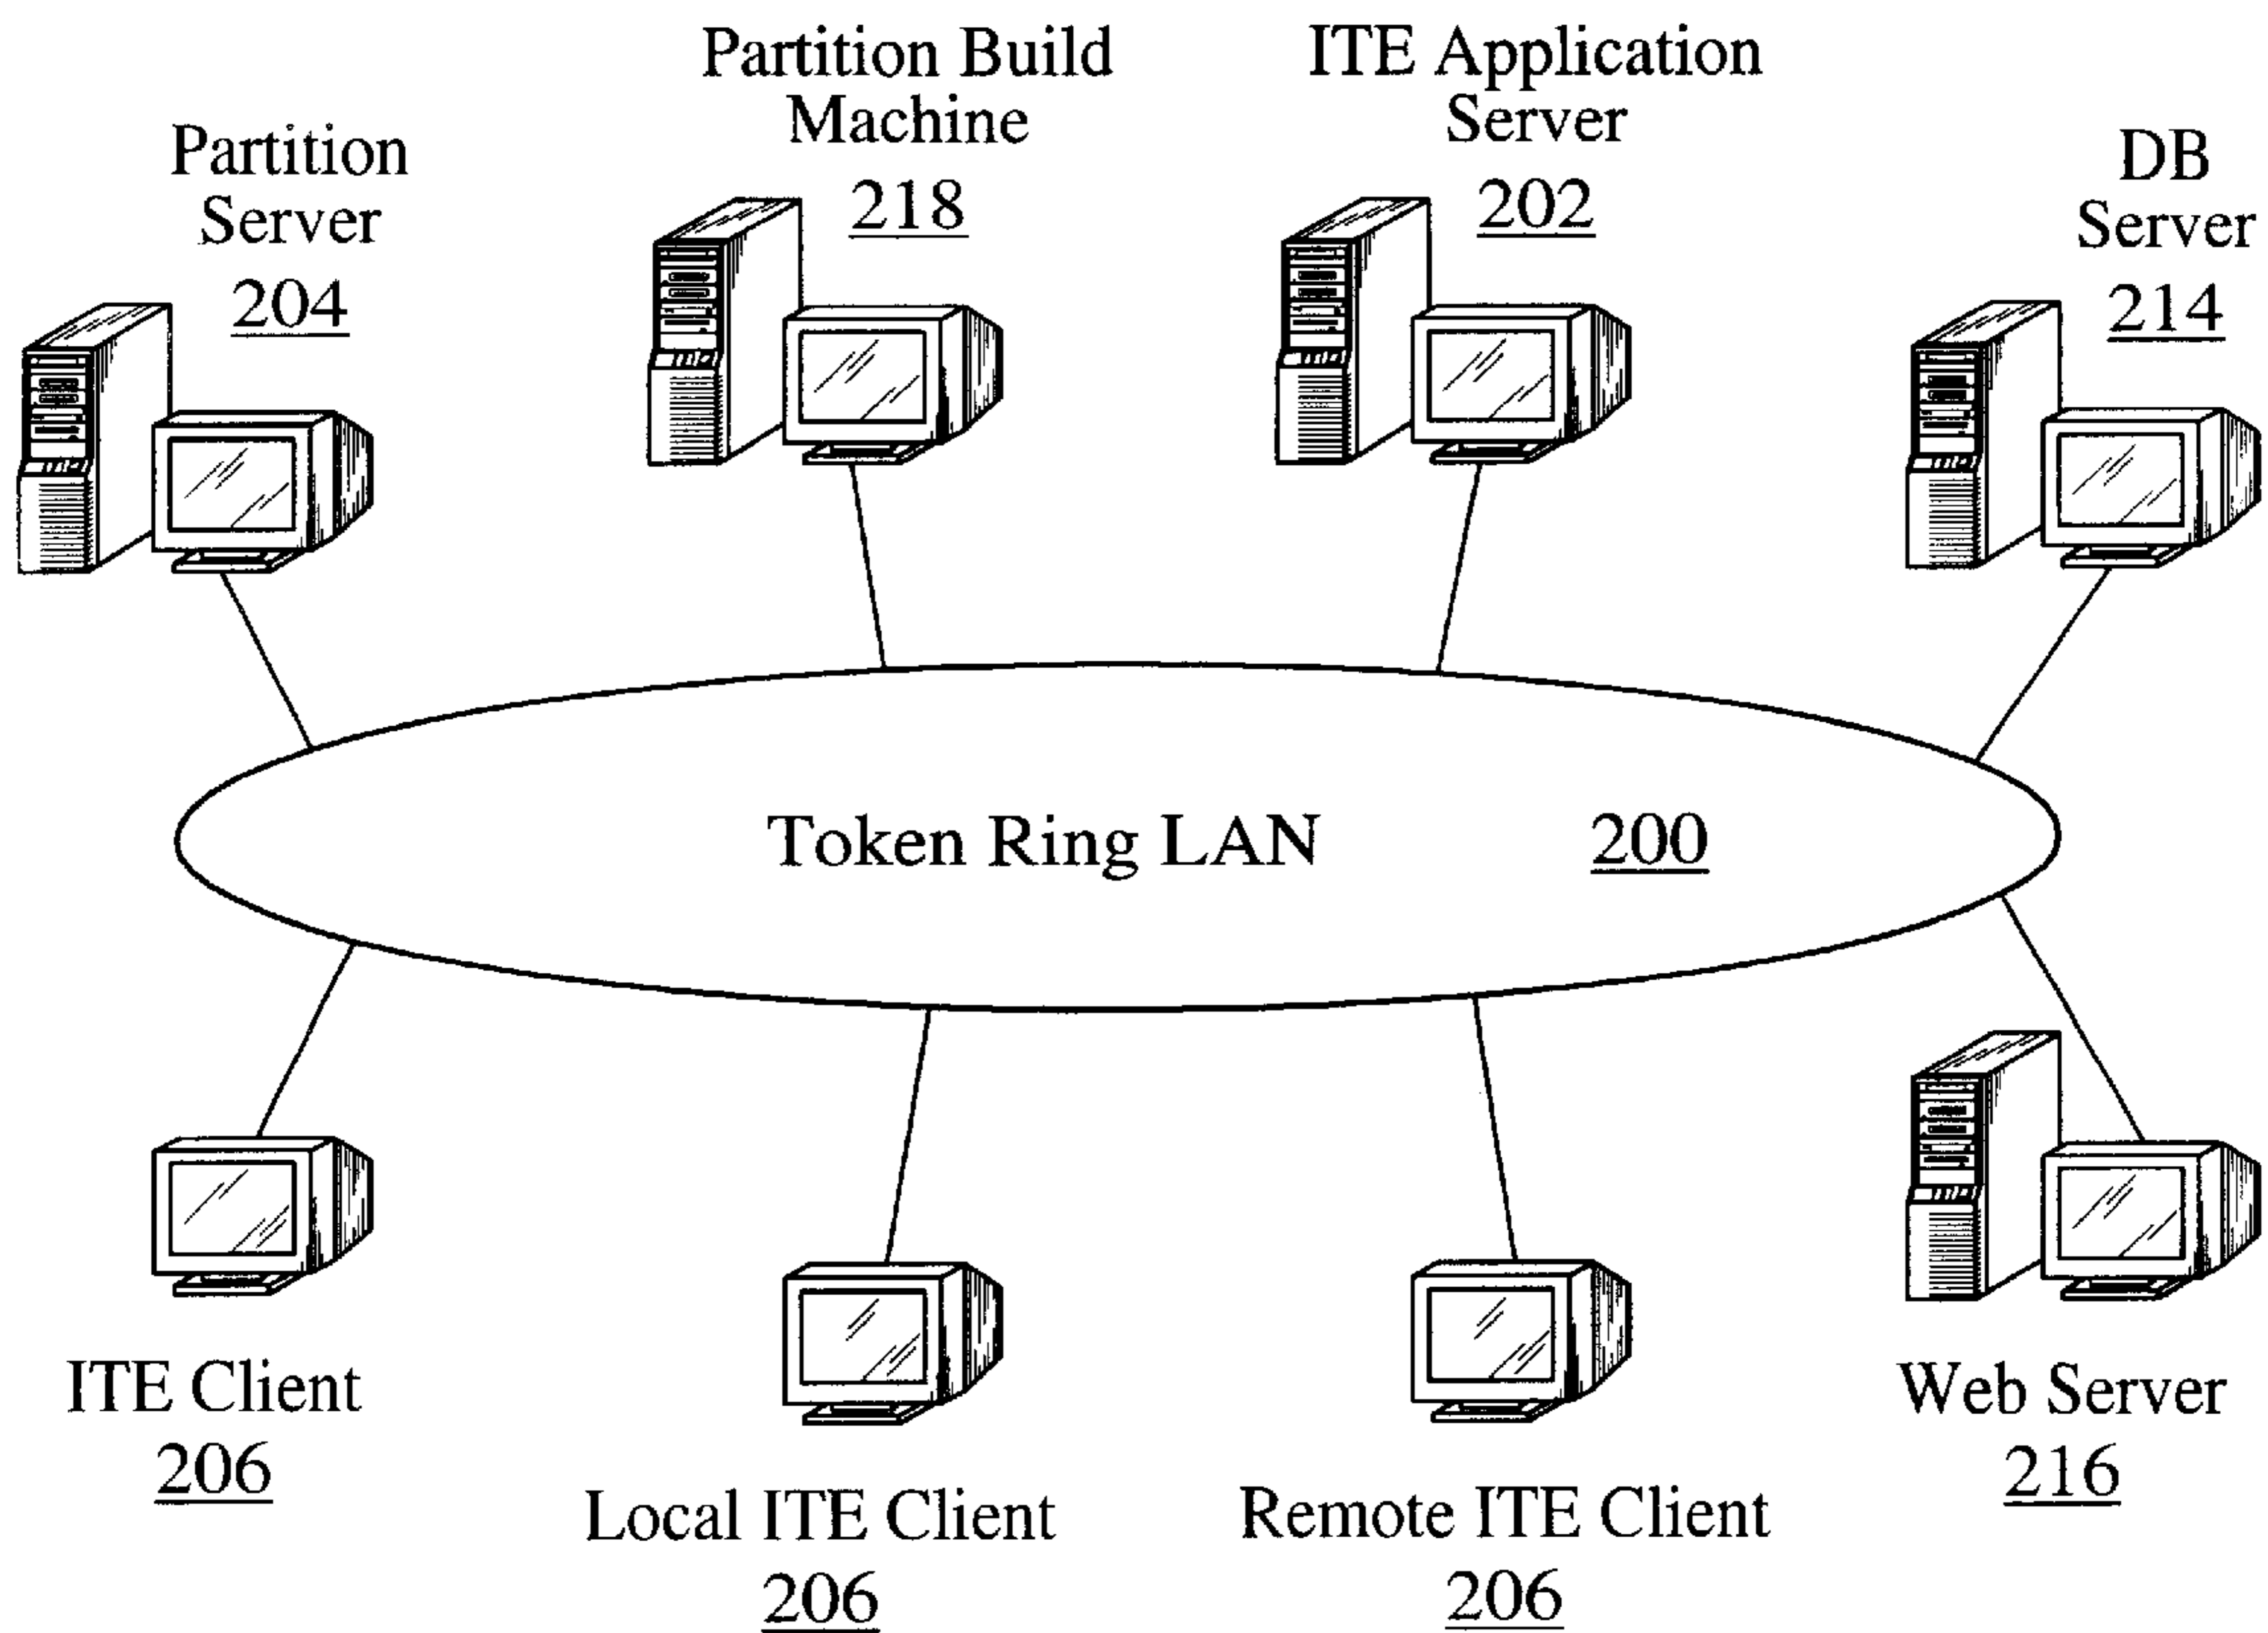 Partition Build
Machine
218
ITE Application
Server
202
Partition
Server
204
DB
Server
214
Token Ring LAN 200
ITE Client
206
Local ITE Client
206
Remote ITE Client
206
Web Server
216